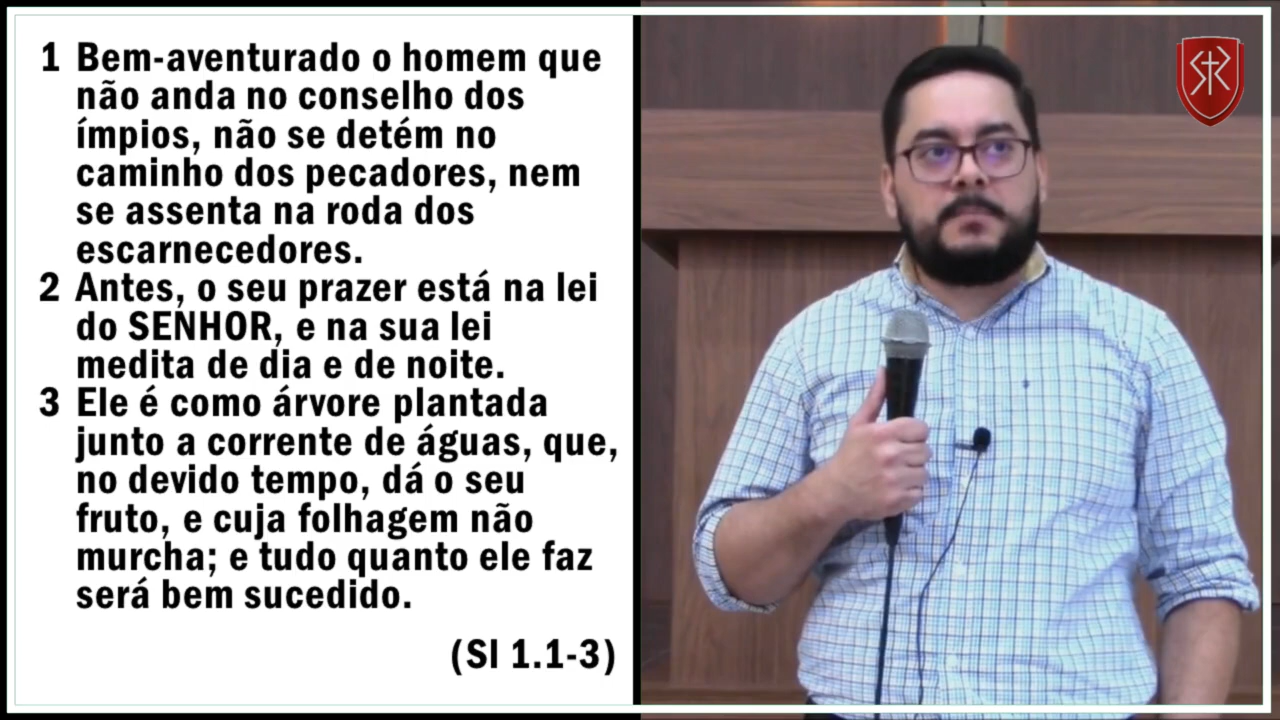 1 Bem-aventurado o homem que
não anda no conselho dos
ímpios, não se detém no
caminho dos pecadores, nem
se assenta na roda dos
escarnecedores.
2 Antes, o seu prazer está na lei
do SENHOR, e na sua lei
medita de dia e de noite.
3 Ele é como árvore plantada
junto a corrente de águas, que,
no devido tempo, dá o seu
fruto, e cuja folhagem não
murcha; e tudo quanto ele faz
será bem sucedido.
(Sl 1.1-3)